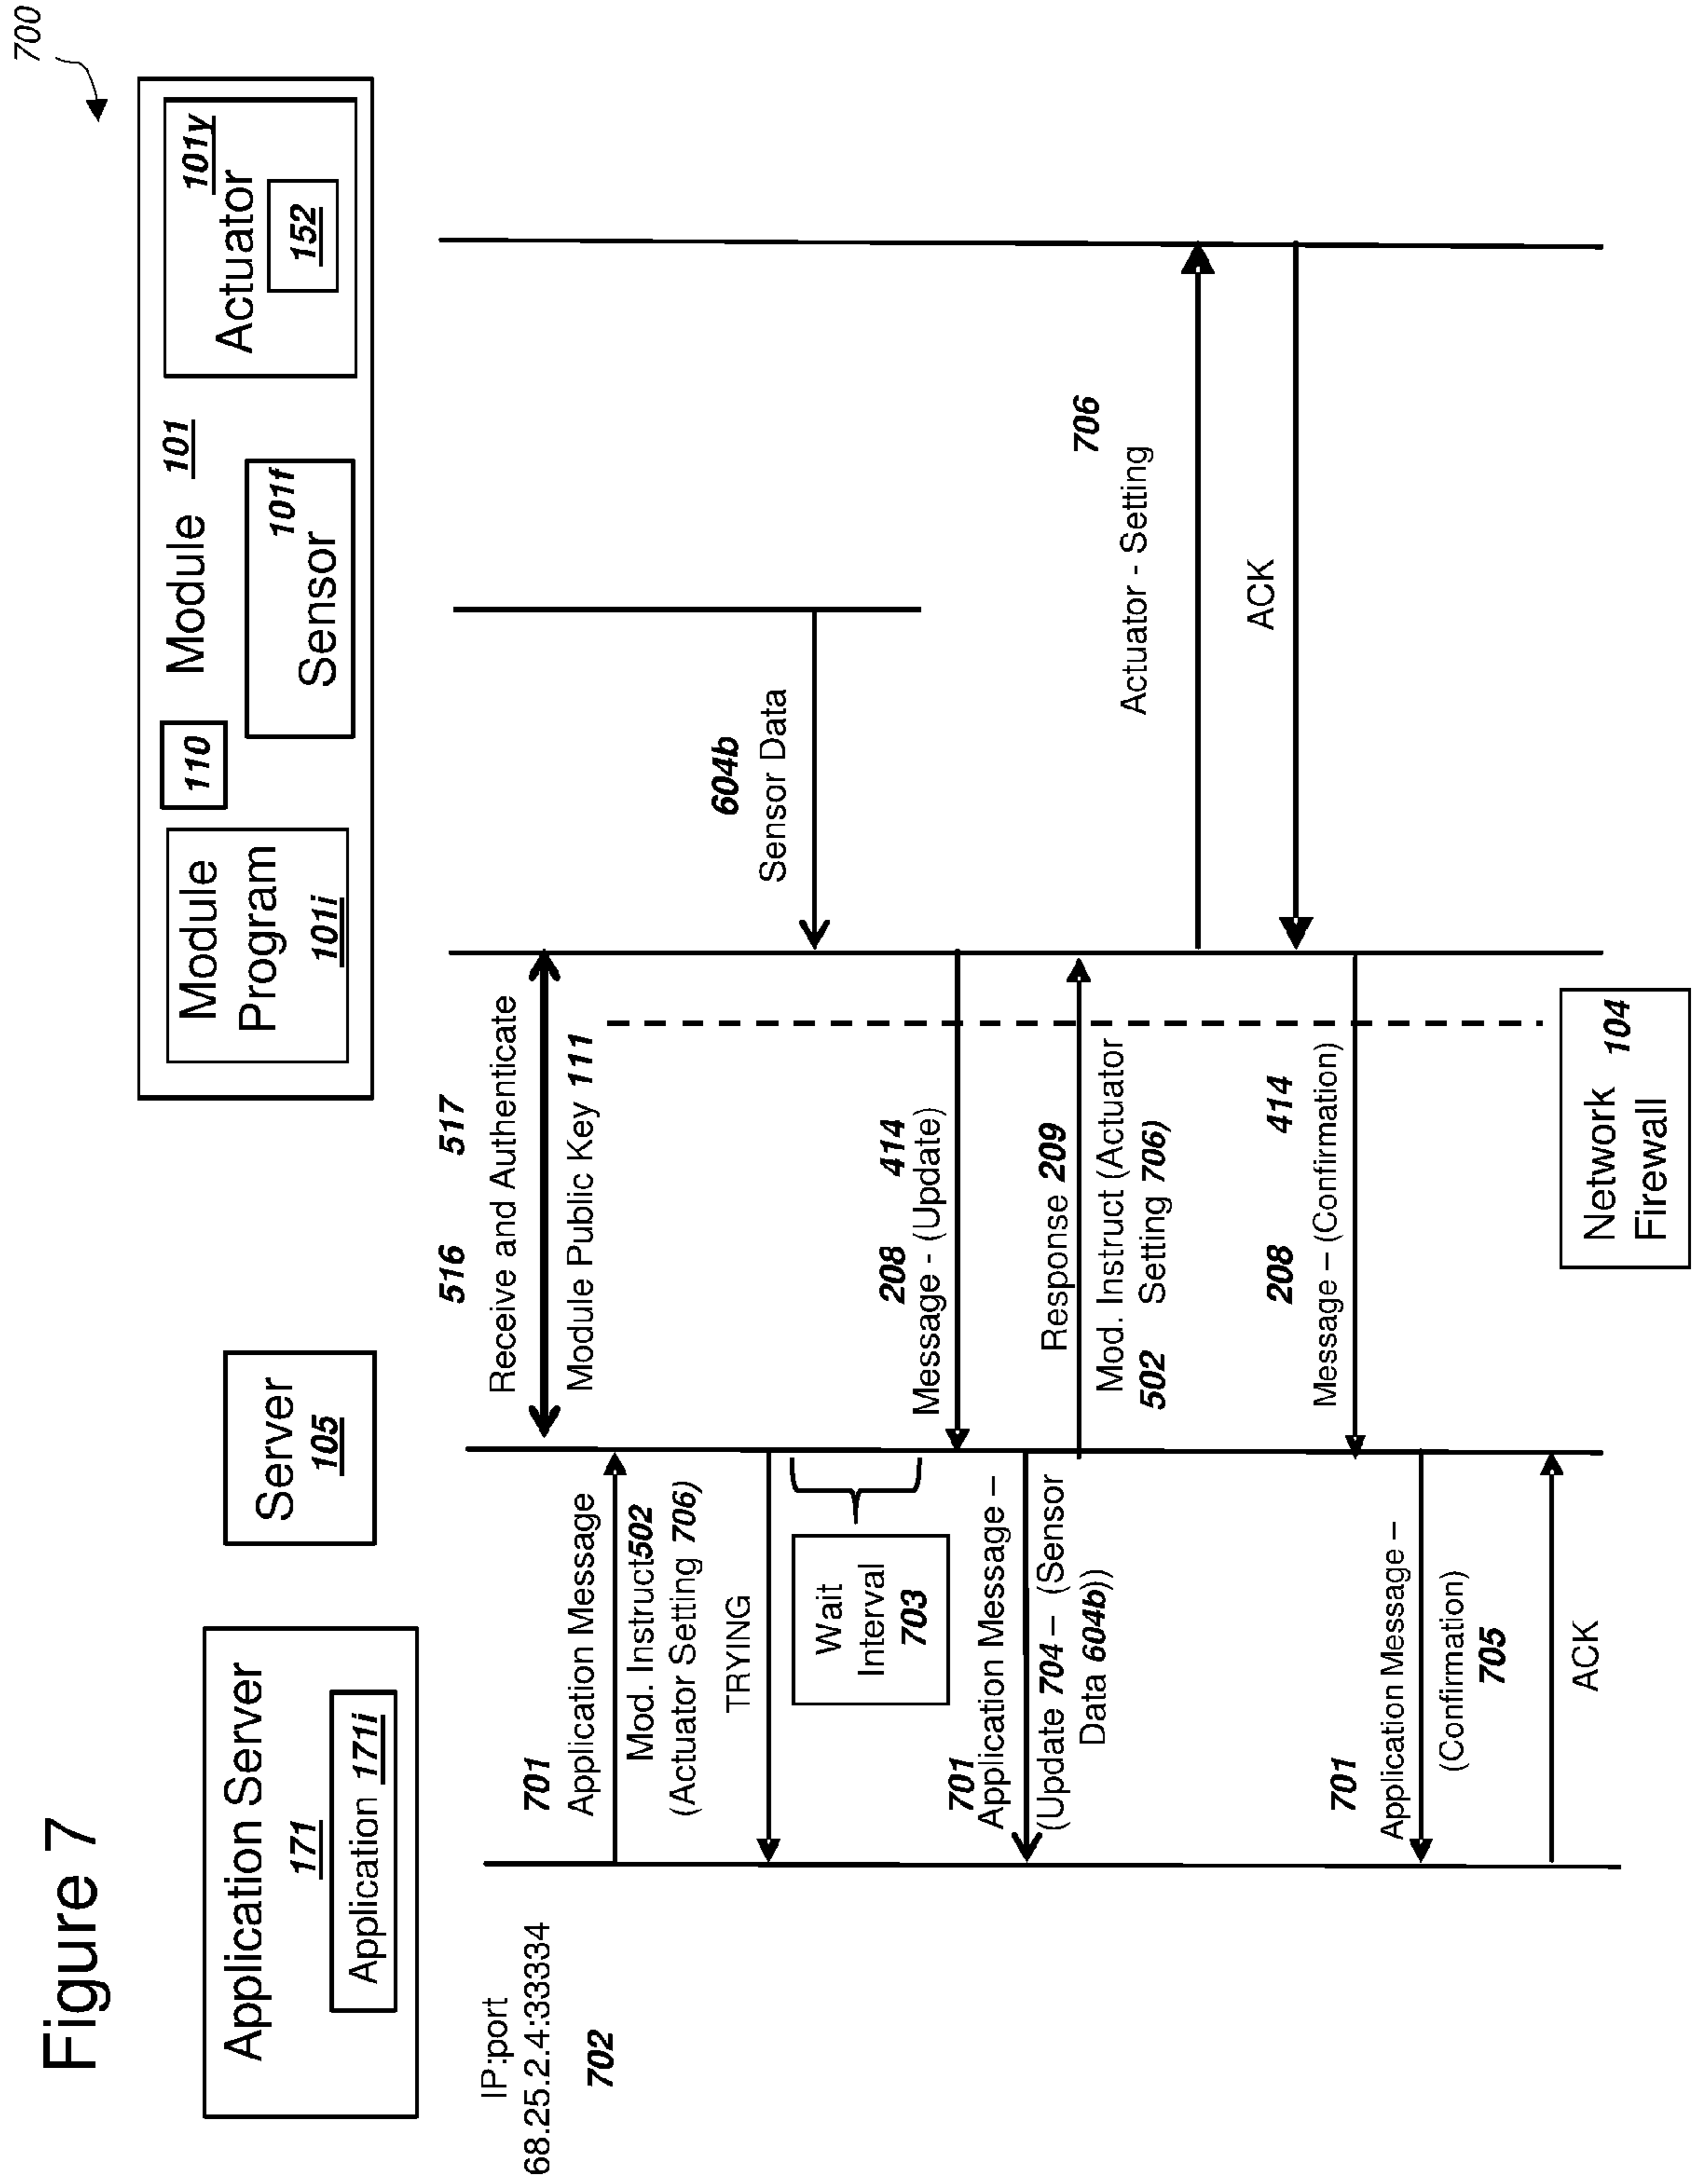 Figure 7
700
Application Server
171
Application 171i
Server
105
Module
Program
101i
110
Module 101
101f
Sensor
101y
Actuator
152
IP:port
68.25.2.4:33334
702
516 517
Receive and Authenticate
Module Public Key 111
701
Application Message
Mod. Instruct502
(Actuator Setting 706)
TRYING
Wait
Interval
703
604b
Sensor Data
208 414
Message - (Update)
701
Application Message –
(Update 704 – (Sensor
Data 604b))
Response 209
Mod. Instruct (Actuator
502 Setting 706)
706
Actuator - Setting
ACK
208 414
Message – (Confirmation)
701
Application Message –
(Confirmation)
705
ACK
Network 104
Firewall